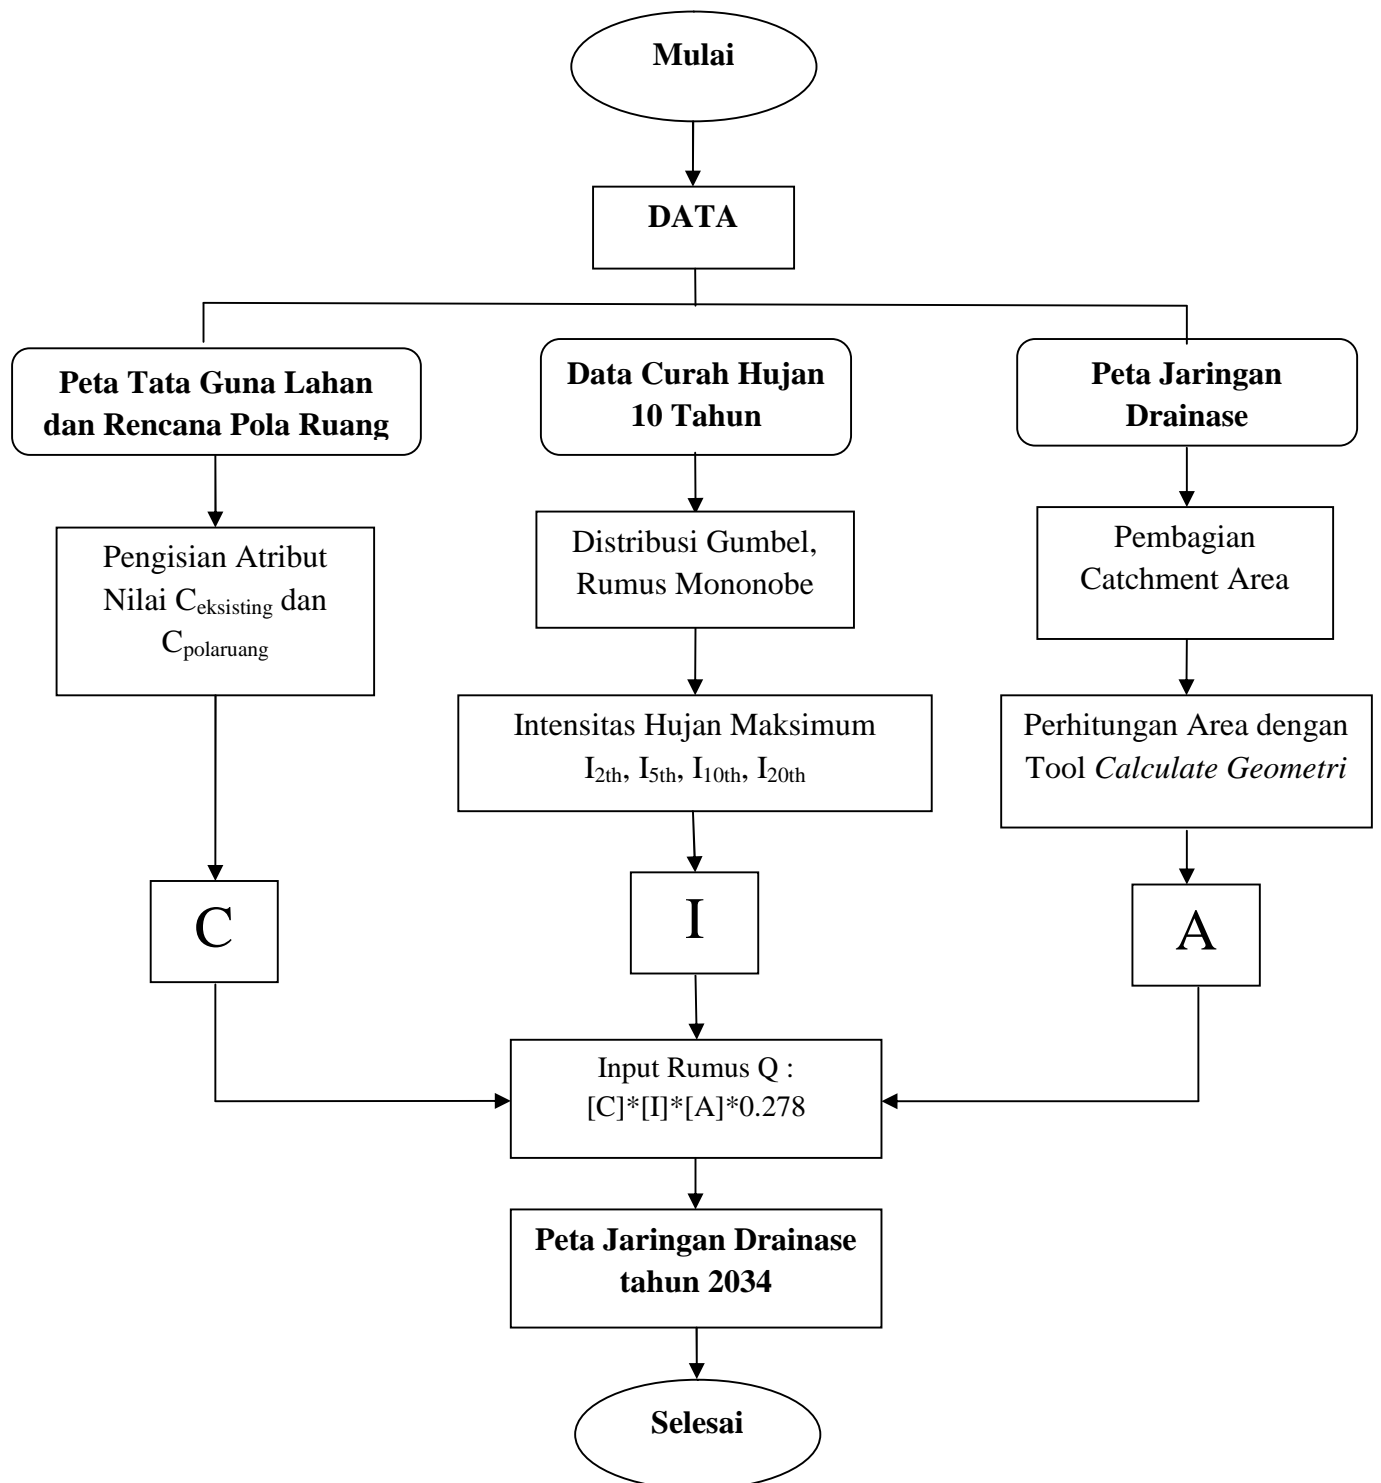 Mulai
DATA
Peta Tata Guna Lahan
dan Rencana Pola Ruang
Data Curah Hujan
10 Tahun
Peta Jaringan
Drainase
Pengisian Atribut
Nilai Ceksisting dan
Cpolaruang
Distribusi Gumbel,
Rumus Mononobe
Pembagian
Catchment Area
Intensitas Hujan Maksimum
I2th, I5th, I10th, I20th
Perhitungan Area dengan
Tool Calculate Geometri
C
I
A
Input Rumus Q :
[C]*[I]*[A]*0.278
Peta Jaringan Drainase
tahun 2034
Selesai